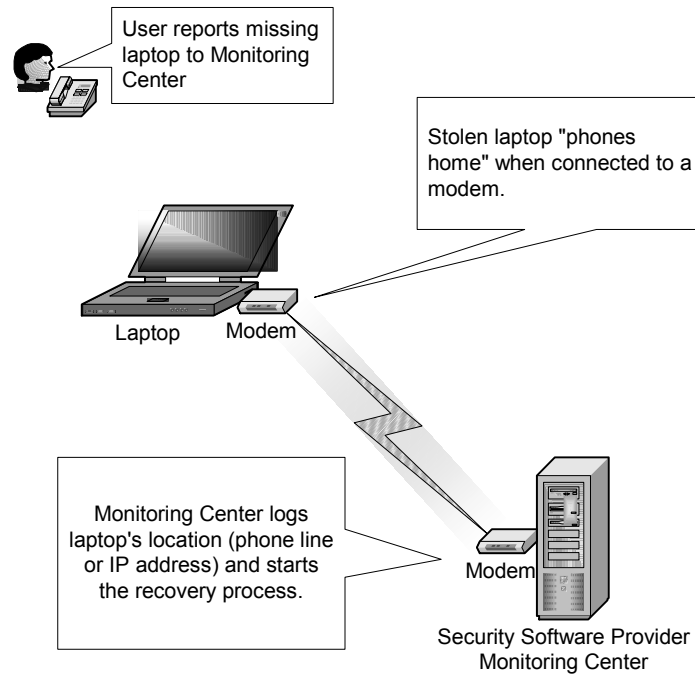 User reports missing
laptop to Monitoring
Center
Stolen laptop "phones
home" when connected to a
modem.
Laptop
Modem
Monitoring Center logs
laptop's location (phone line
or IP address) and starts
the recovery process.
Modem
Security Software Provider
Monitoring Center